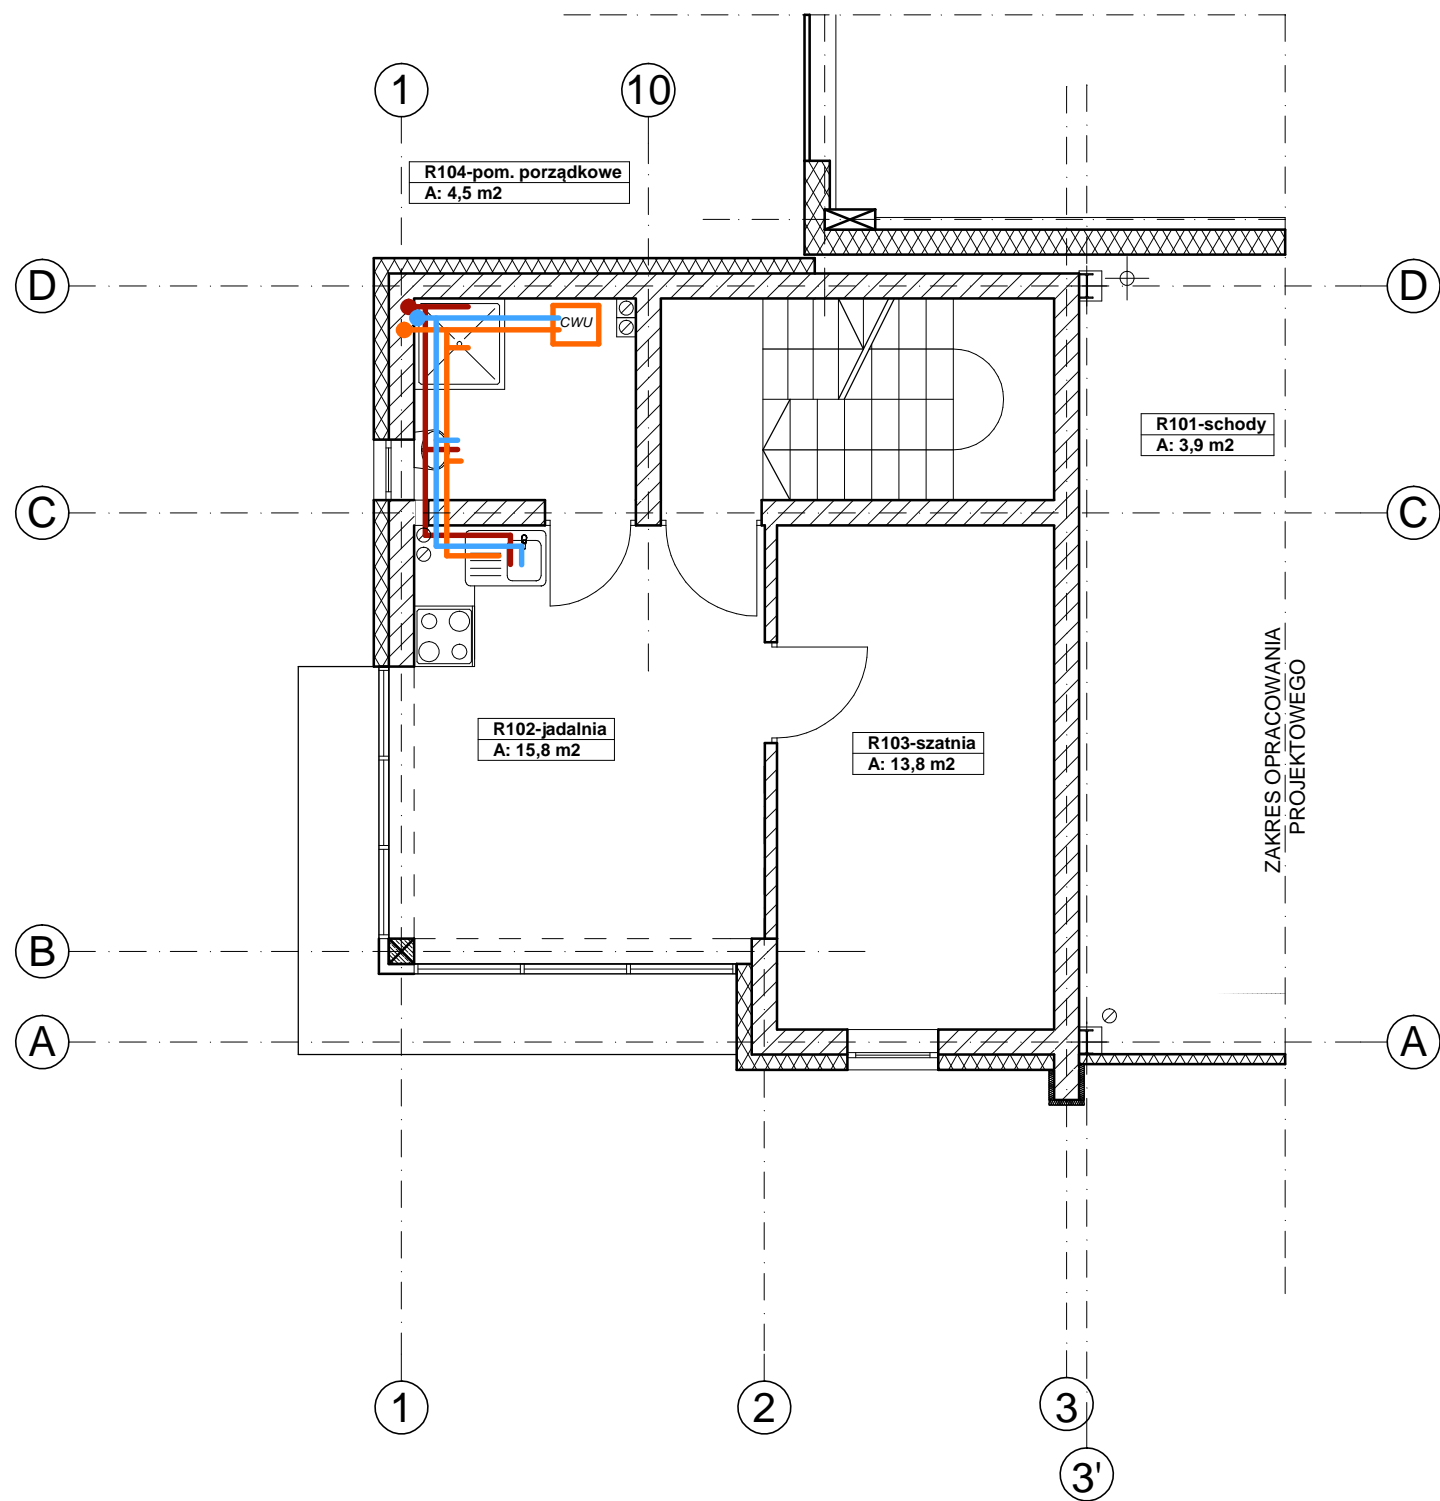 1
10
R104-pom. porządkowe
A: 4,5 m2
D
D
CWU
R101-schody
A: 3,9 m2
C
C
R102-jadalnia
A: 15,8 m2
R103-szatnia
A: 13,8 m2
ZAKRES OPRACOWANIA
PROJEKTOWEGO
B
A
A
1
2
3
3'